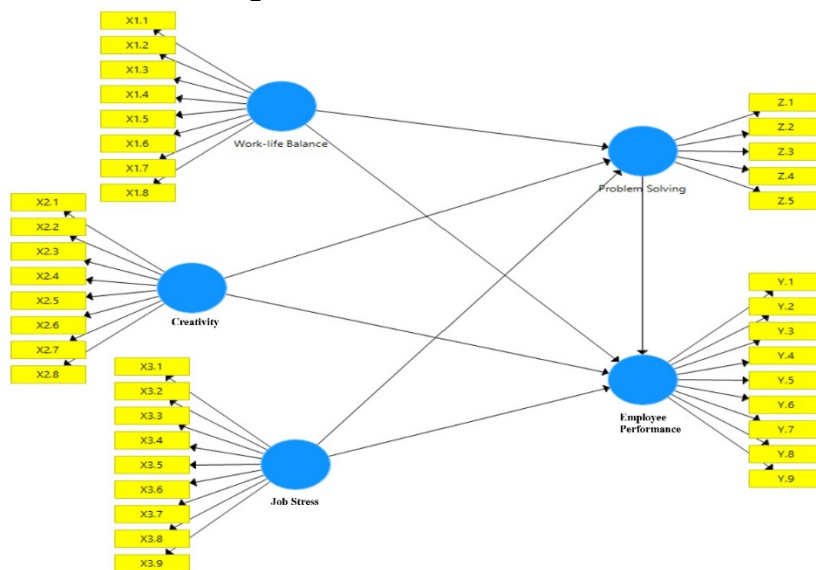 X1.1
X1.2
X1.3
X1.4
X1.5
X1.6
X1.7
X1.8
Work-life Balance
X2.1
X2.2
X2.3
X2.4
X2.5
X2.6
X2.7
X2.8
Creativity
X3.1
X3.2
X3.3
X3.4
X3.5
X3.6
X3.7
X3.8
X3.9
Job Stress
Z.1
Z.2
Z.3
Z.4
Z.5
Problem Solving
Y.1
Y.2
Y.3
Y.4
Y.5
Y.6
Y.7
Y.8
Y.9
Employee
Performance